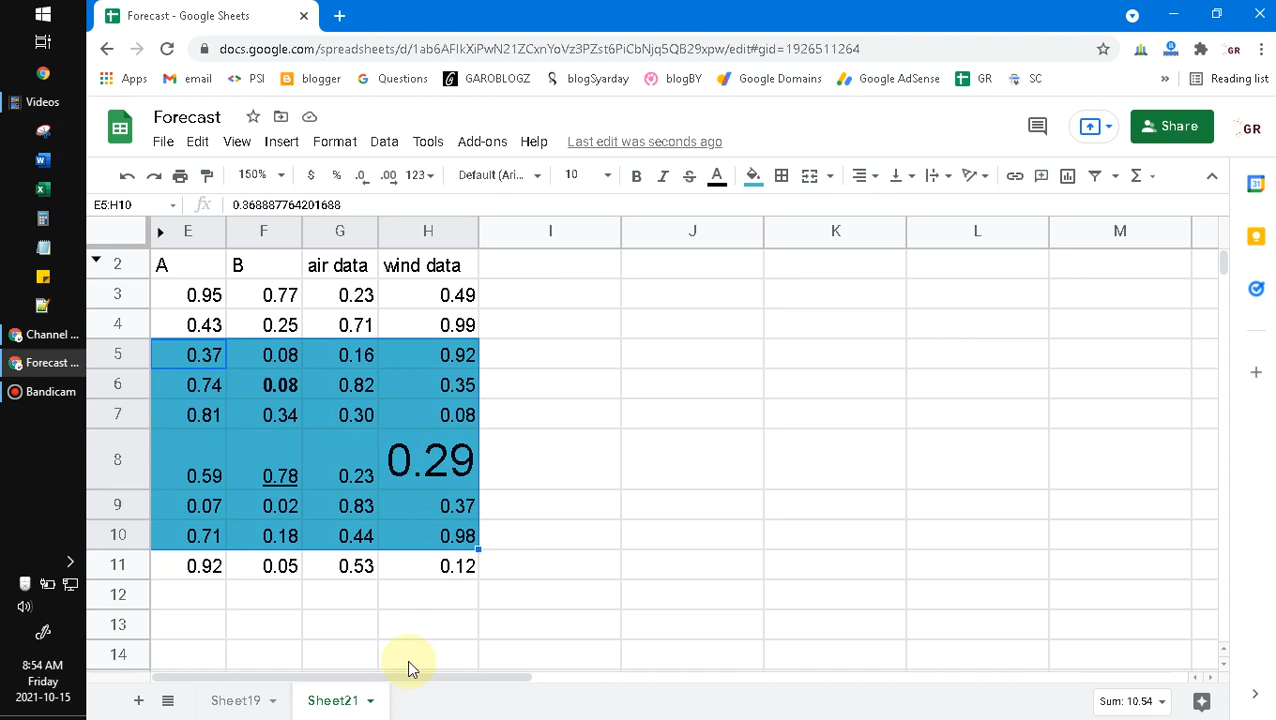 Forecast - Google Sheets
docs.google.com/spreadsheets/d/1ab6AFIkXiPwN21ZCxnYoVz3PZst6PiCbNjq5QB29xpw/edit#gid=1926511264
Apps email PSI blogger Questions GAROBLOGZ blogSyarday blogBY Google Domains Google AdSense GR SC » Reading list
Forecast
File Edit View Insert Format Data Tools Add-ons Help Last edit was seconds ago
Share
GR
150% $ % .0 .00 123 Default (Ari... 10 B I S A
E5:H10 fx 0.368887764201688
E F G H I J K L M
2 A B air data wind data
3 0.95 0.77 0.23 0.49
4 0.43 0.25 0.71 0.99
5 0.37 0.08 0.16 0.92
6 0.74 0.08 0.82 0.35
7 0.81 0.34 0.30 0.08
8 0.59 0.78 0.23 0.29
9 0.07 0.02 0.83 0.37
10 0.71 0.18 0.44 0.98
11 0.92 0.05 0.53 0.12
12
13
14
Sheet19 Sheet21 Sum: 10.54
Videos
Channel ...
Forecast ...
Bandicam
8:54 AM
Friday
2021-10-15